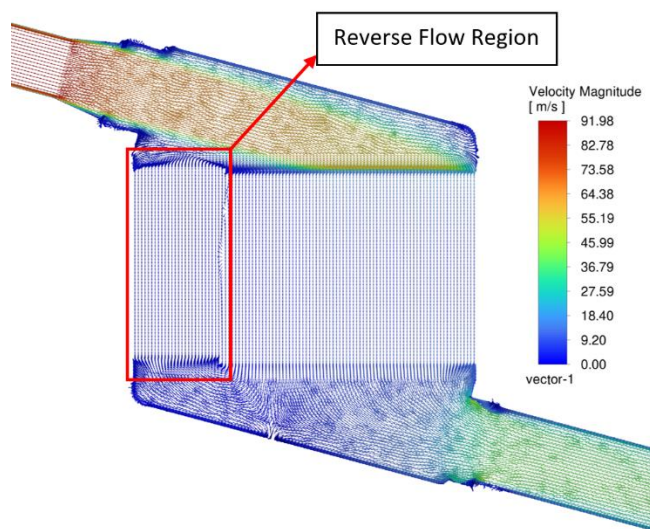 Reverse Flow Region
Velocity Magnitude
[ m/s ]
91.98
82.78
73.58
64.38
55.19
45.99
36.79
27.59
18.40
9.20
0.00
vector-1